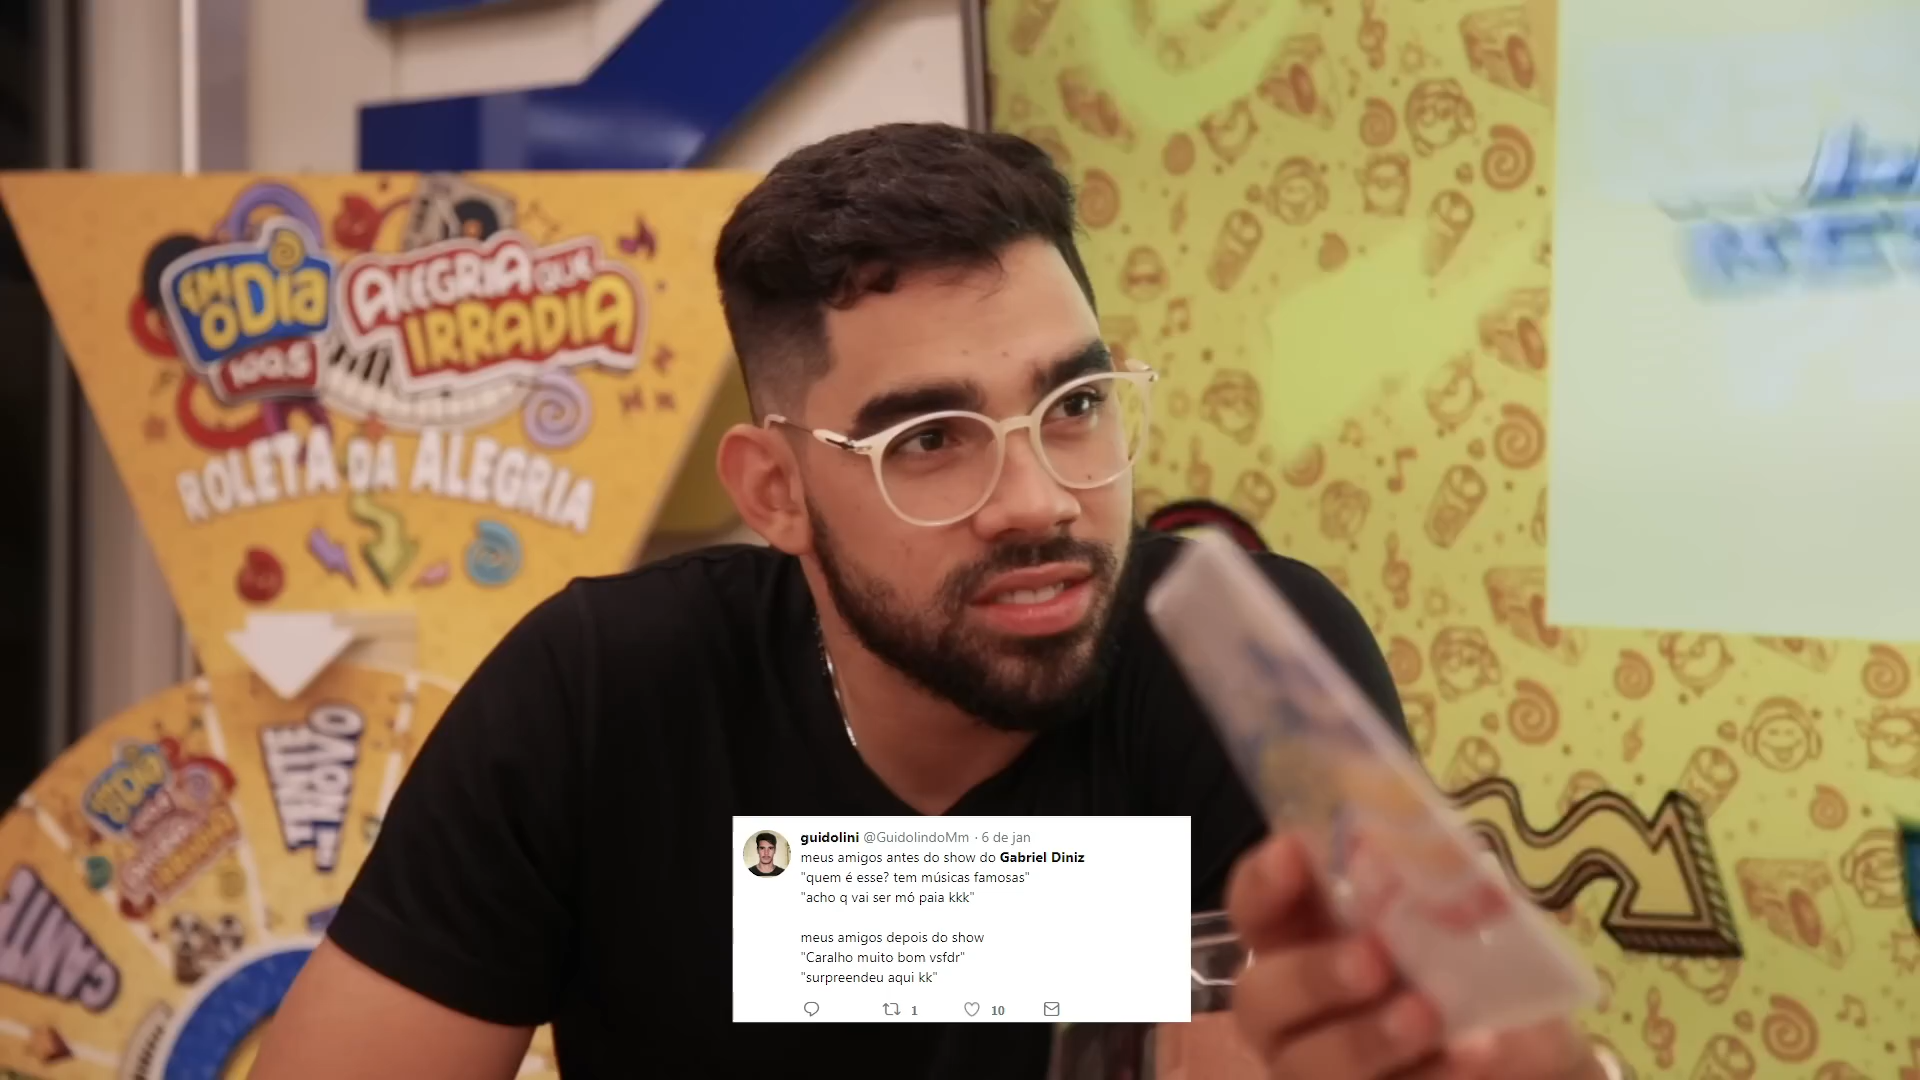 FM
O DIA
100,5
ALEGRIA QUE
IRRADIA
ROLETA DA ALEGRIA
CANTE
guidolini @GuidolindoMm · 6 de jan
meus amigos antes do show do Gabriel Diniz
"quem é esse? tem músicas famosas"
"acho q vai ser mó paia kkk"
meus amigos depois do show
"Caralho muito bom vsfdr"
"surpreendeu aqui kk"
1
10